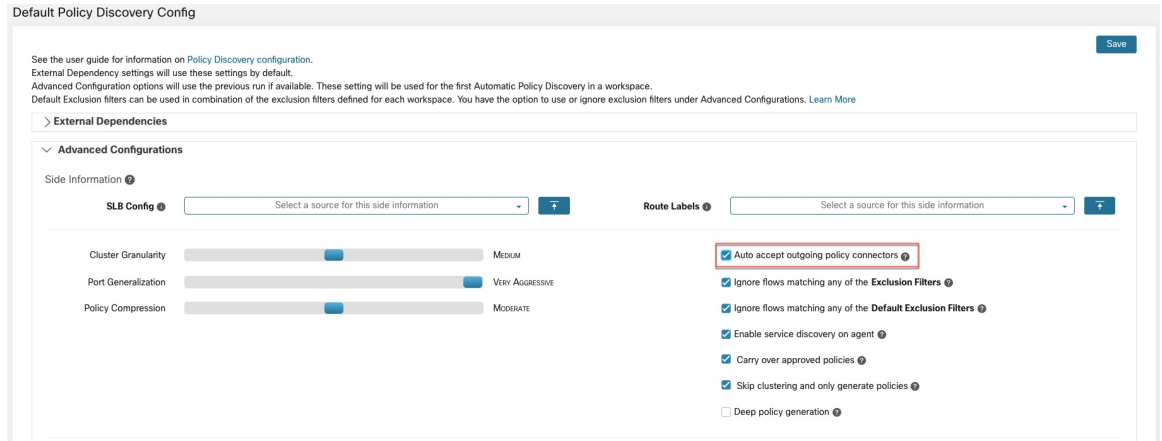 Default Policy Discovery Config
Save
See the user guide for information on Policy Discovery configuration.
External Dependency settings will use these settings by default.
Advanced Configuration options will use the previous run if available. These setting will be used for the first Automatic Policy Discovery in a workspace.
Default Exclusion filters can be used in combination of the exclusion filters defined for each workspace. You have the option to use or ignore exclusion filters under Advanced Configurations. Learn More
External Dependencies
Advanced Configurations
Side Information
SLB Config Select a source for this side information Route Labels Select a source for this side information
Cluster Granularity MEDIUM Auto accept outgoing policy connectors
Port Generalization VERY AGGRESSIVE Ignore flows matching any of the Exclusion Filters
Policy Compression MODERATE Ignore flows matching any of the Default Exclusion Filters
Enable service discovery on agent
Carry over approved policies
Skip clustering and only generate policies
Deep policy generation